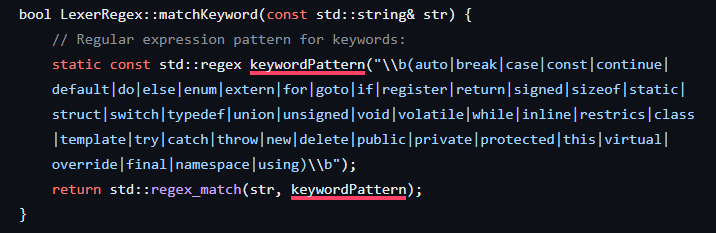 bool LexerRegex::matchKeyword(const std::string& str) {
    // Regular expression pattern for keywords:
    static const std::regex keywordPattern("\\b(auto|break|case|const|continue|
    default|do|else|enum|extern|for|goto|if|register|return|signed|sizeof|static|
    struct|switch|typedef|union|unsigned|void|volatile|while|inline|restrics|class
    |template|try|catch|throw|new|delete|public|private|protected|this|virtual|
    override|final|namespace|using)\\b");
    return std::regex_match(str, keywordPattern);
}